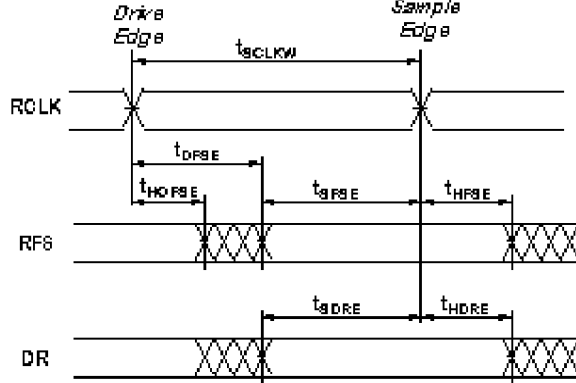 Drive
Edge
Sample
Edge
tSCLKW
RCLK
tDFSE
tHOFSE
tSFSE
tHFSE
RFS
tSDRE
tHDRE
DR